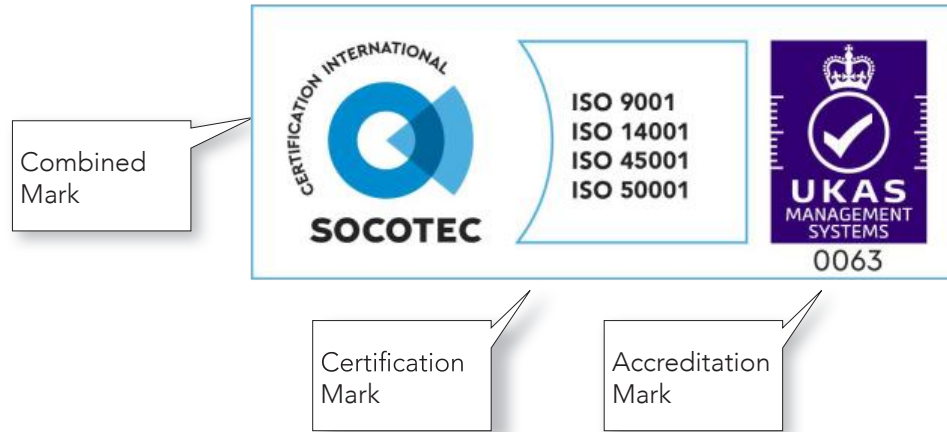 CERTIFICATION INTERNATIONAL
SOCOTEC
ISO 9001
ISO 14001
ISO 45001
ISO 50001
UKAS
MANAGEMENT
SYSTEMS
0063
Combined
Mark
Certification
Mark
Accreditation
Mark